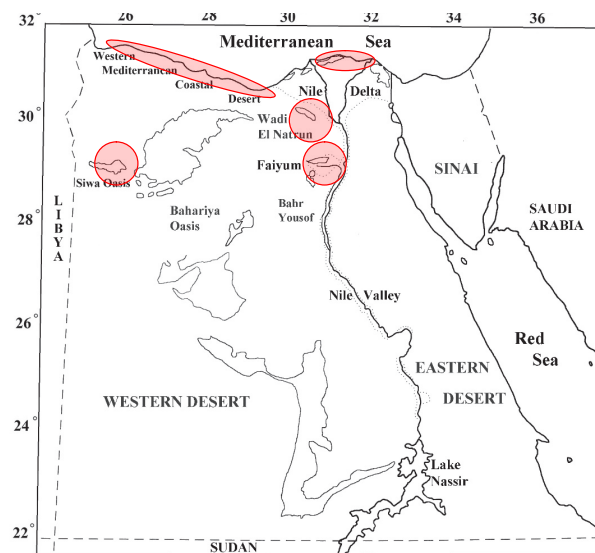 26 28 30 32 34 36
32°
30°
28°
26°
24°
22°
Mediterranean Sea
Western
Mediterranean
Coastal
Desert
Nile Delta
Wadi
El Natrun
Faiyum
Siwa Oasis
SINAI
LIBYA
Bahariya
Oasis
Bahr
Yousof
SAUDI
ARABIA
Nile Valley
Red
Sea
EASTERN
DESERT
WESTERN DESERT
Lake
Nassir
SUDAN